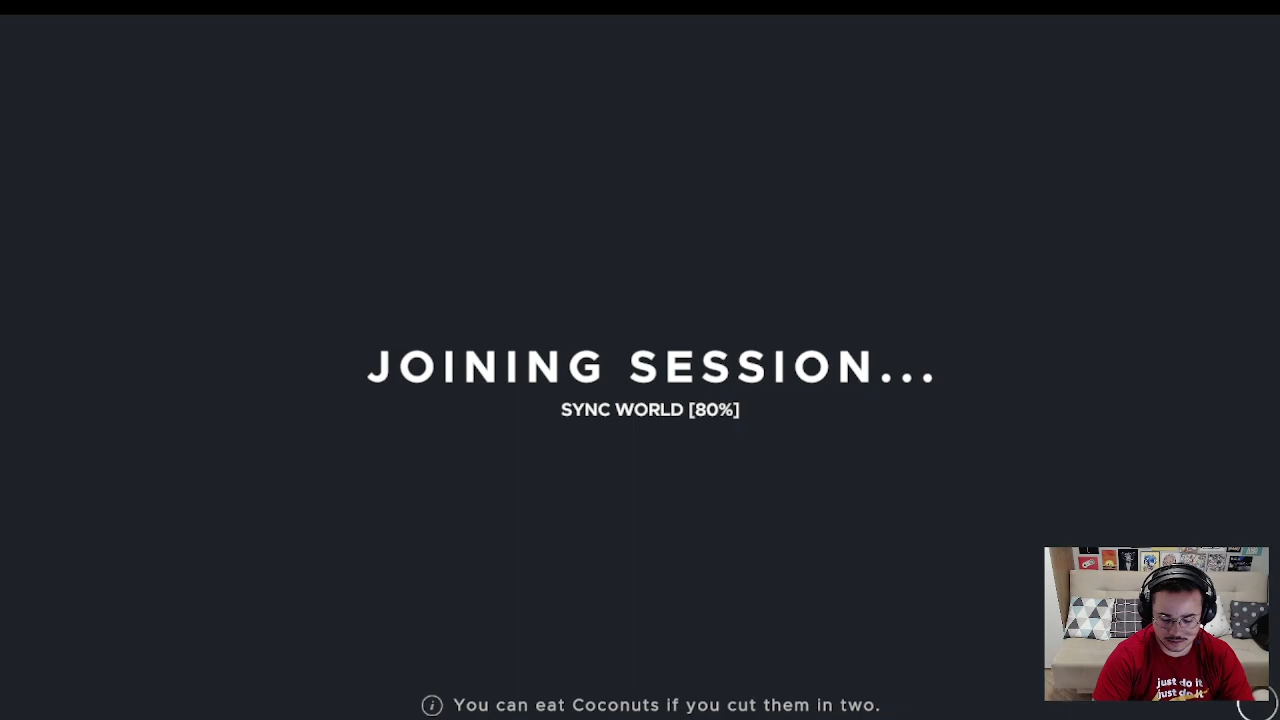 JOINING SESSION...
SYNC WORLD [80%]
You can eat Coconuts if you cut them in two.
just do it
just do it